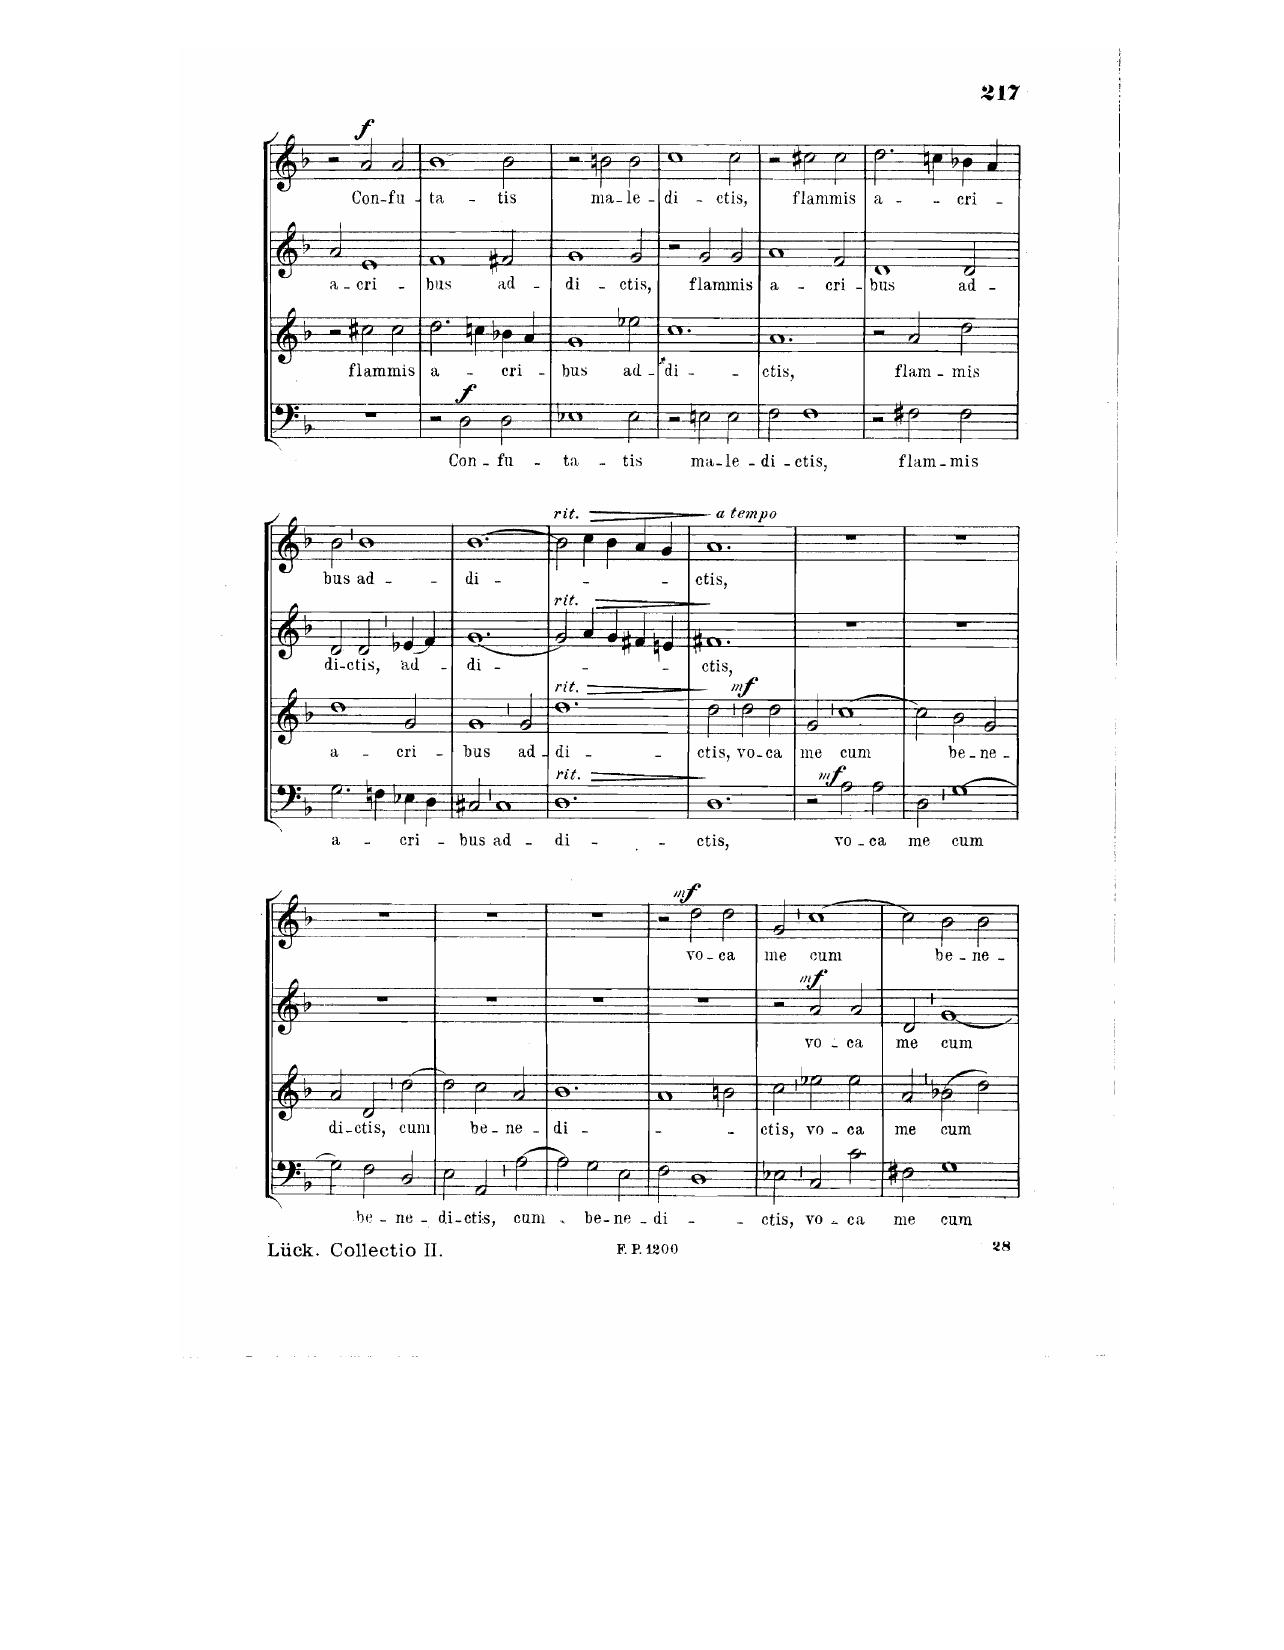 217
f
Con-fu - ta - tis ma-le-di - ctis, flammis a - - cri -
a-cri - bus ad - di - ctis, flammis a - cri - bus ad -
flammis a - cri - bus ad - di - - ctis, flam-mis
f
Con - fu - ta - tis ma-le-di-ctis, flam-mis
rit. a tempo
bus ad - - di - - - ctis,
rit.
di-ctis, ad - di - - - ctis,
rit. mf
a - cri - bus ad-di - - ctis, vo-ca me cum be-ne-
rit. mf
a - cri - bus ad - di - - ctis, vo-ca me cum
mf
vo-ca me cum be-ne-
mf
vo - ca me cum
di-ctis, cum be-ne-di - - - ctis, vo - ca me cum
be-ne-di-ctis, cum be-ne-di - - ctis, vo - ca me cum
Lück. Collectio II. F. P. 1200 28